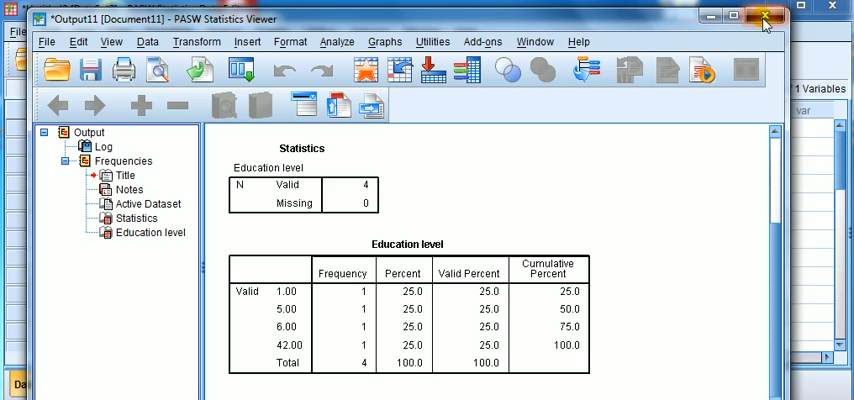 *Output11 [Document11] - PASW Statistics Viewer
File Edit View Data Transform Insert Format Analyze Graphs Utilities Add-ons Window Help
1 Variables
var
Output
Log
Frequencies
Title
Notes
Active Dataset
Statistics
Education level
Statistics
Education level
N Valid 4
Missing 0
Education level
Frequency Percent Valid Percent Cumulative Percent
Valid 1.00 1 25.0 25.0 25.0
5.00 1 25.0 25.0 50.0
6.00 1 25.0 25.0 75.0
42.00 1 25.0 25.0 100.0
Total 4 100.0 100.0
Da